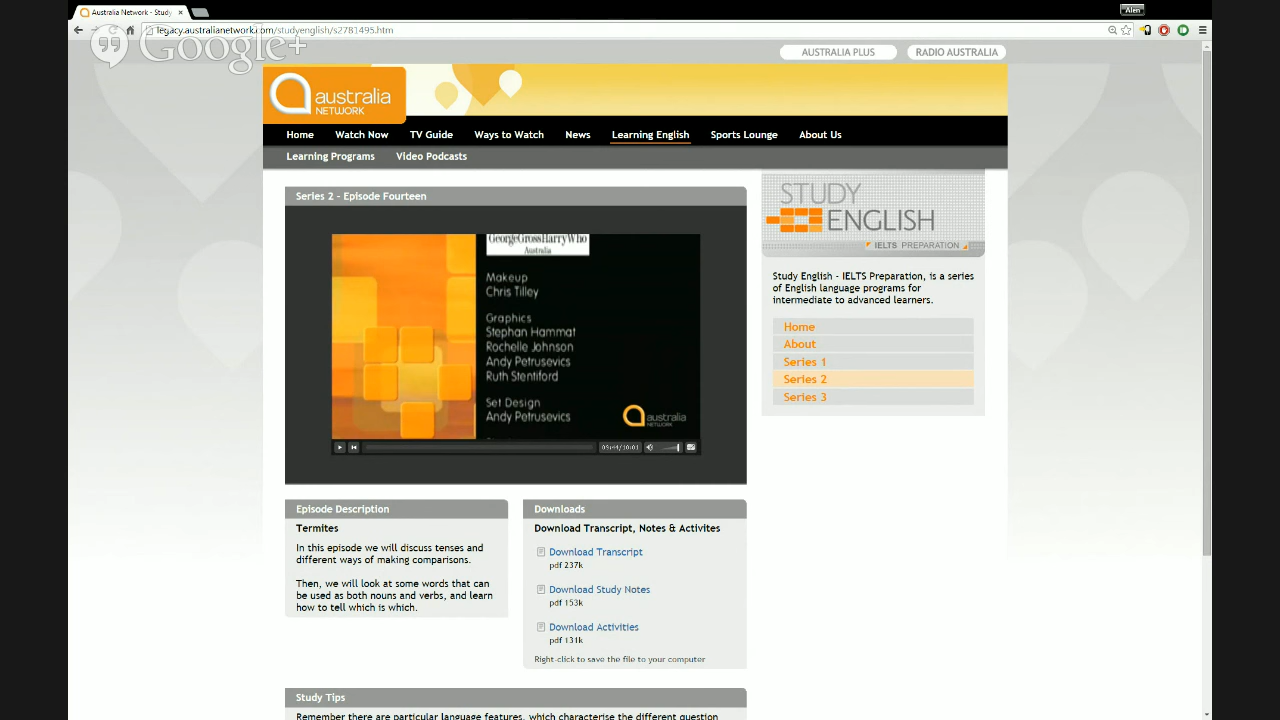 Australia Network - Study
Alen
legacy.australianetwork.com/studyenglish/s2781495.htm
Google+
AUSTRALIA PLUS
RADIO AUSTRALIA
australia
NETWORK
Home
Watch Now
TV Guide
Ways to Watch
News
Learning English
Sports Lounge
About Us
Learning Programs
Video Podcasts
Series 2 - Episode Fourteen
GeorgeGrossHarryWho
Australia
Makeup
Chris Tilley
Graphics
Stephan Hammat
Rochelle Johnson
Andy Petrusevics
Ruth Stentiford
Set Design
Andy Petrusevics
australia
NETWORK
09:44/10:01
STUDY
ENGLISH
IELTS PREPARATION
Study English - IELTS Preparation, is a series
of English language programs for
intermediate to advanced learners.
Home
About
Series 1
Series 2
Series 3
Episode Description
Termites
In this episode we will discuss tenses and
different ways of making comparisons.
Then, we will look at some words that can
be used as both nouns and verbs, and learn
how to tell which is which.
Downloads
Download Transcript, Notes & Activites
Download Transcript
pdf 237k
Download Study Notes
pdf 153k
Download Activities
pdf 131k
Right-click to save the file to your computer
Study Tips
Remember there are particular language features, which characterise the different question